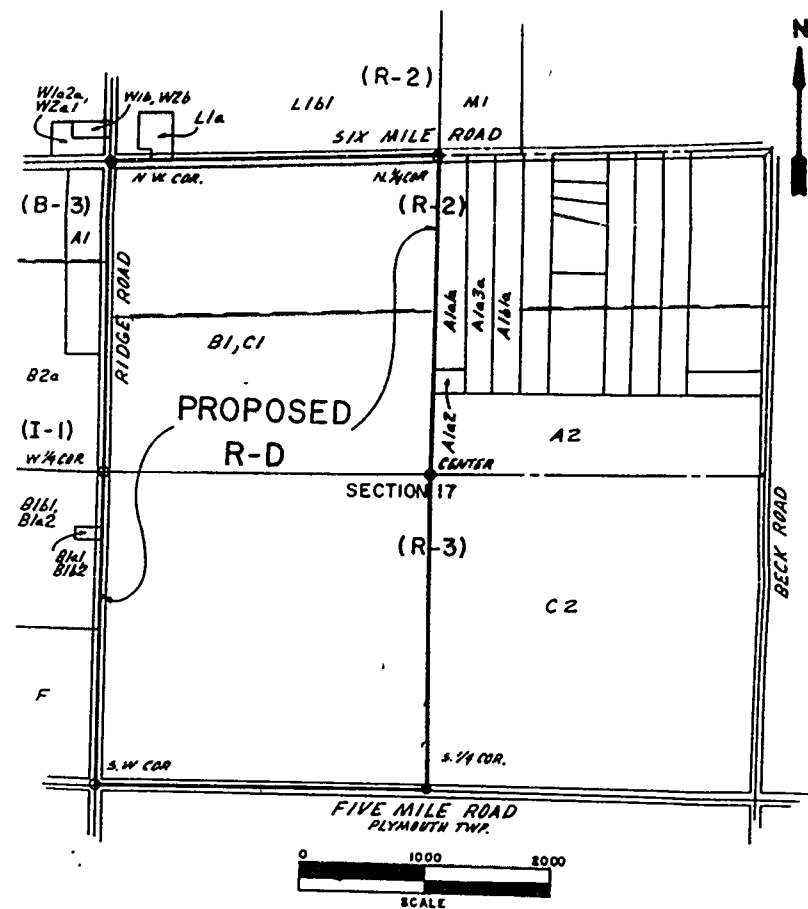 N
(R-2)
W1a2a,
W2a1
W1b, W2b
L1a
L1b1
M1
SIX MILE ROAD
N W. COR.
N. 1/4 COR
(B-3)
(R-2)
A1
RIDGE ROAD
A1a1a
A1a3a
A1b1a
B1, C1
B2a
PROPOSED
R-D
A1a2
A2
(I-1)
W 1/4 COR
CENTER
SECTION 17
B1b1,
B1a2
B1a1,
B1b2
(R-3)
BECK ROAD
C2
F
S. W COR
S. 1/4 COR.
FIVE MILE ROAD
PLYMOUTH TWP.
0 1000 2000
SCALE